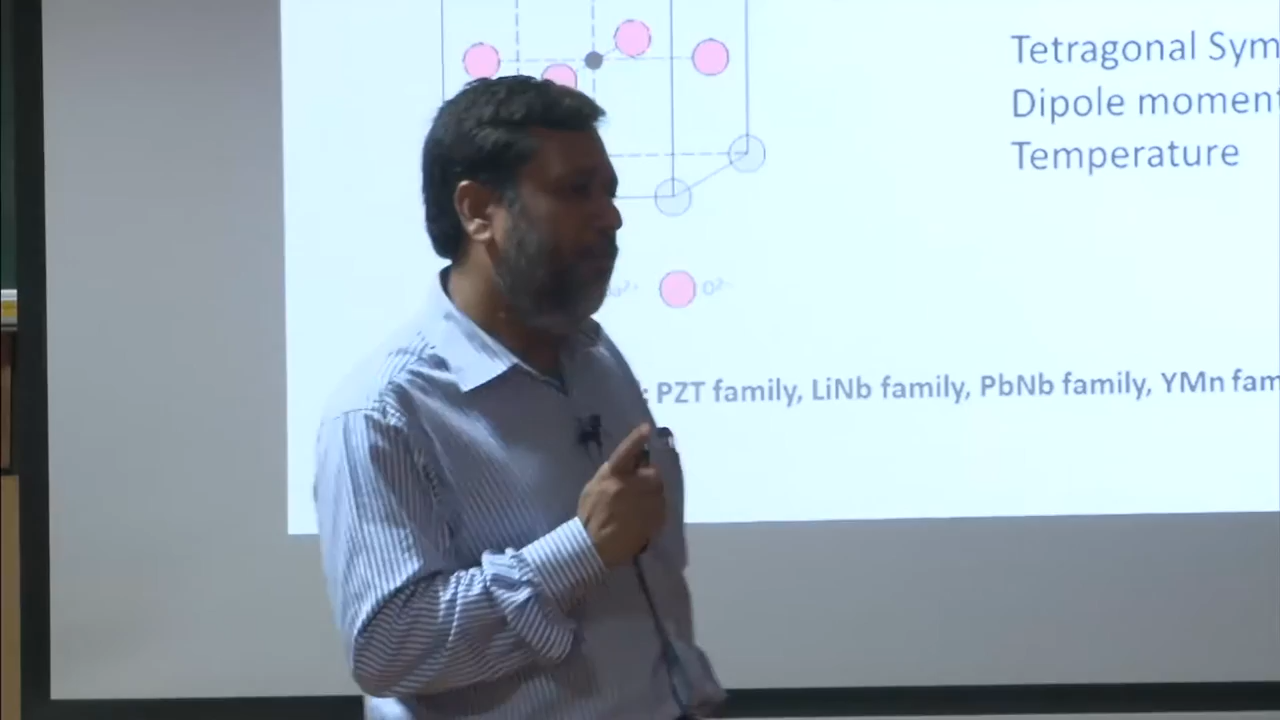 Tetragonal Sym
Dipole moment
Temperature
: PZT family, LiNb family, PbNb family, YMn fam